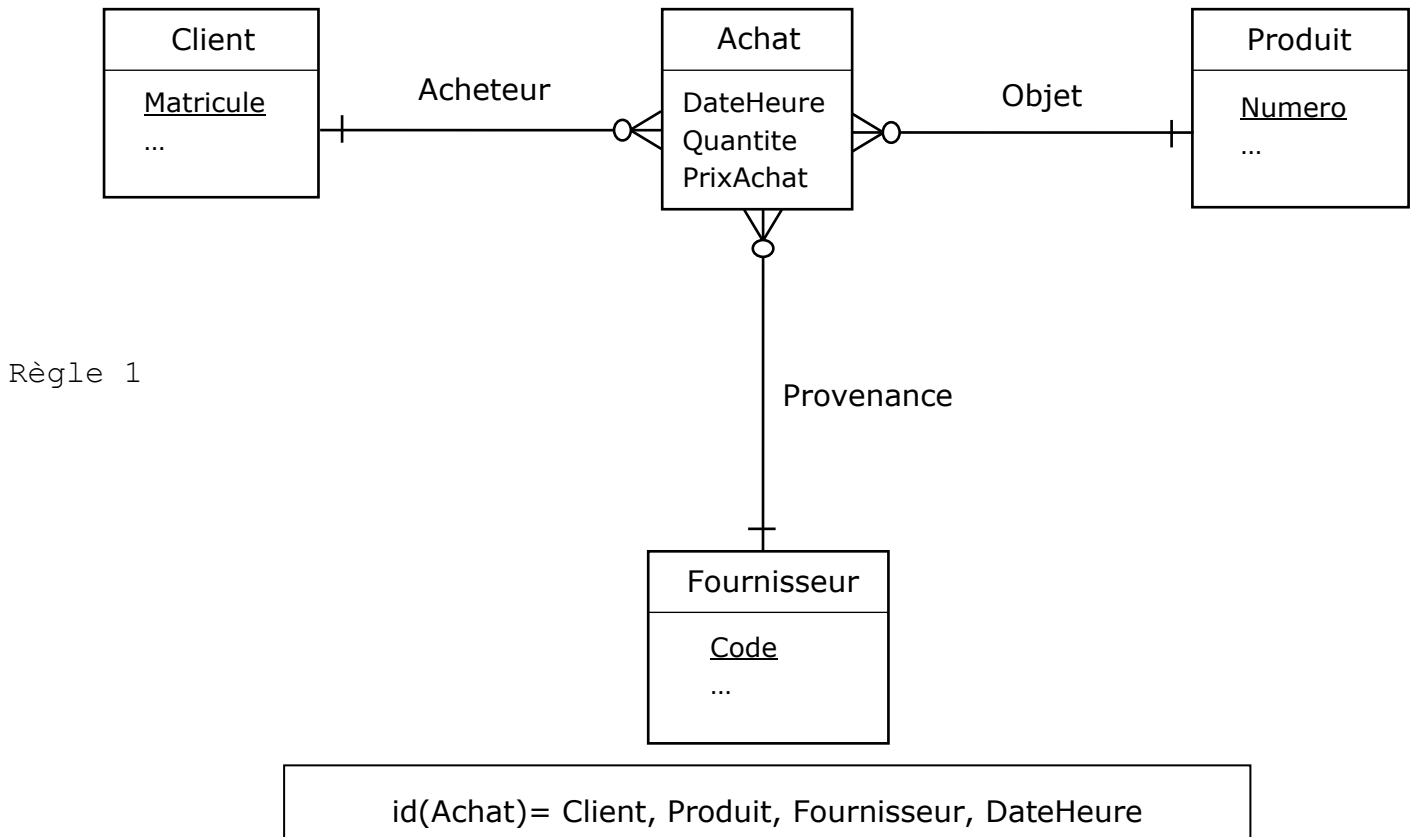 Client
Matricule
...
Acheteur
Achat
DateHeure
Quantite
PrixAchat
Objet
Produit
Numero
...
Règle 1
Provenance
Fournisseur
Code
...
id(Achat)= Client, Produit, Fournisseur, DateHeure